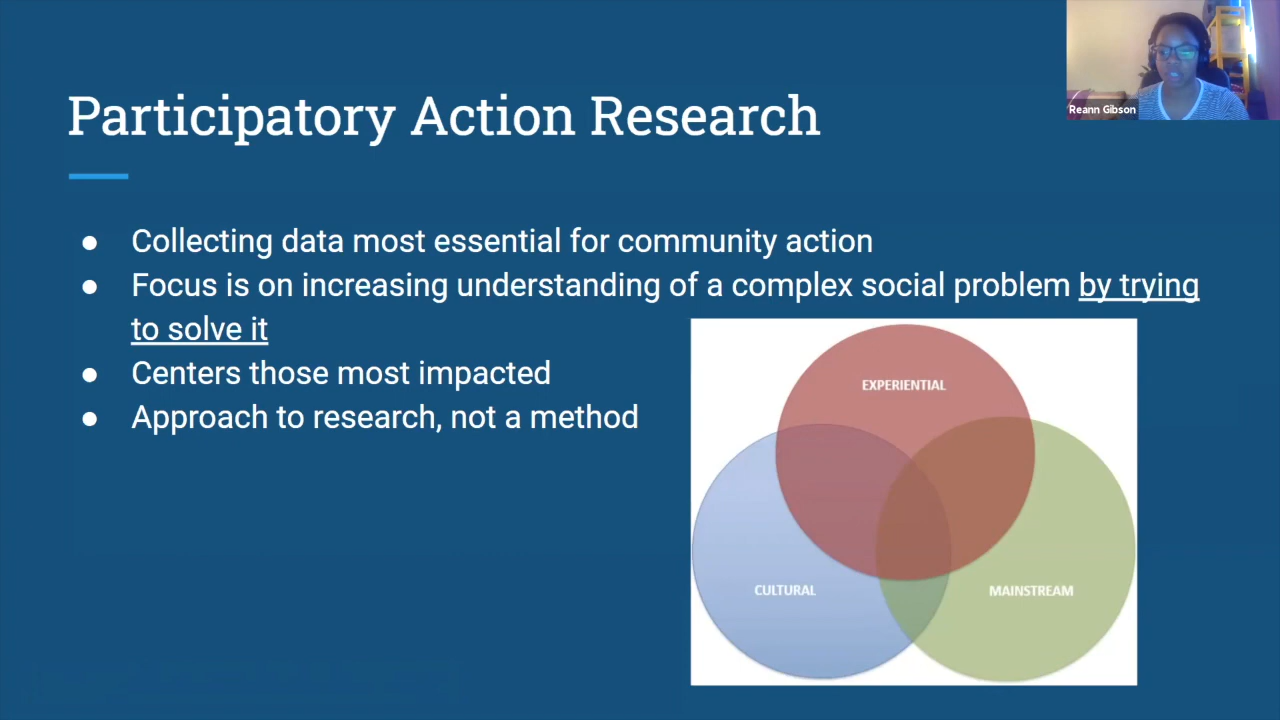 Participatory Action Research
Reann Gibson
● Collecting data most essential for community action
● Focus is on increasing understanding of a complex social problem by trying
to solve it
● Centers those most impacted
● Approach to research, not a method
EXPERIENTIAL
CULTURAL
MAINSTREAM